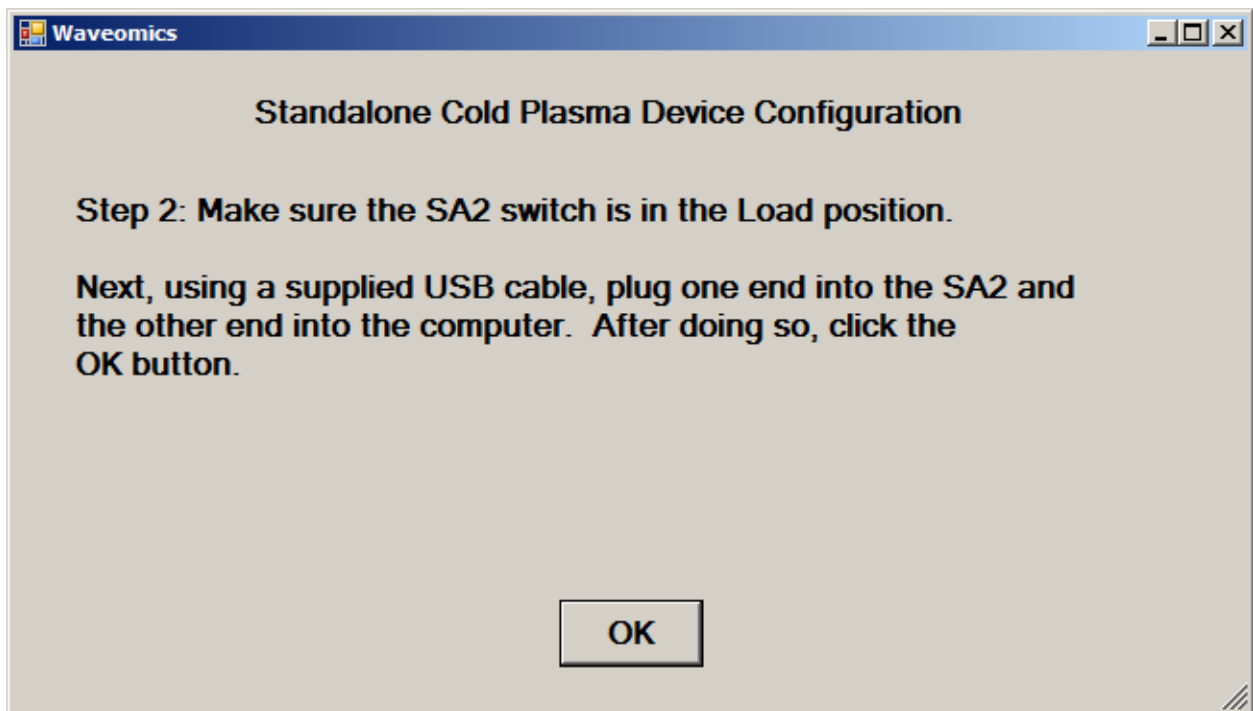 Waveomics
Standalone Cold Plasma Device Configuration
Step 2: Make sure the SA2 switch is in the Load position.
Next, using a supplied USB cable, plug one end into the SA2 and
the other end into the computer.  After doing so, click the
OK button.
OK